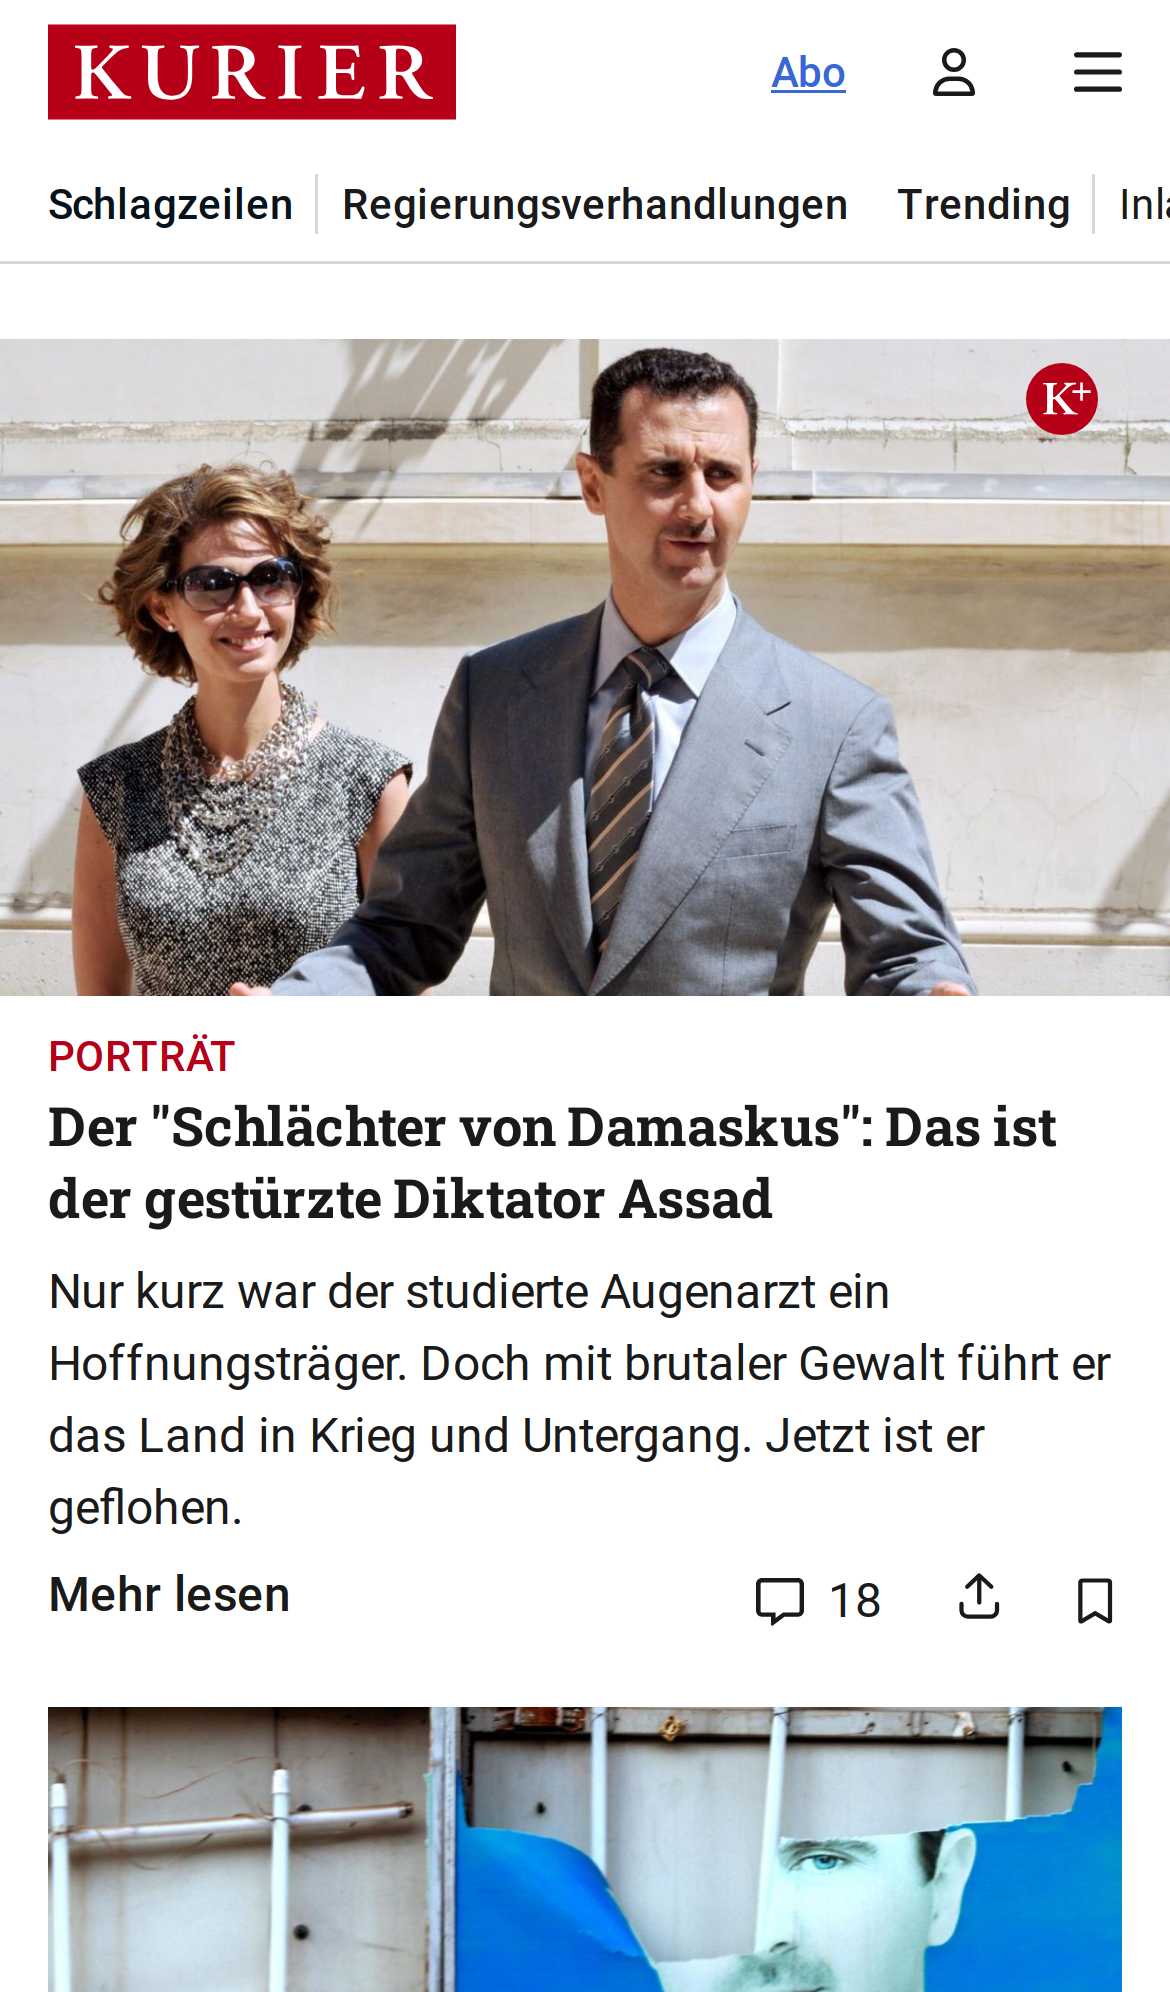 KURIER
Abo
Schlagzeilen
Regierungsverhandlungen
Trending
K+
PORTRÄT
Der "Schlächter von Damaskus": Das ist
der gestürzte Diktator Assad
Nur kurz war der studierte Augenarzt ein
Hoffnungsträger. Doch mit brutaler Gewalt führt er
das Land in Krieg und Untergang. Jetzt ist er
geflohen.
Mehr lesen
18